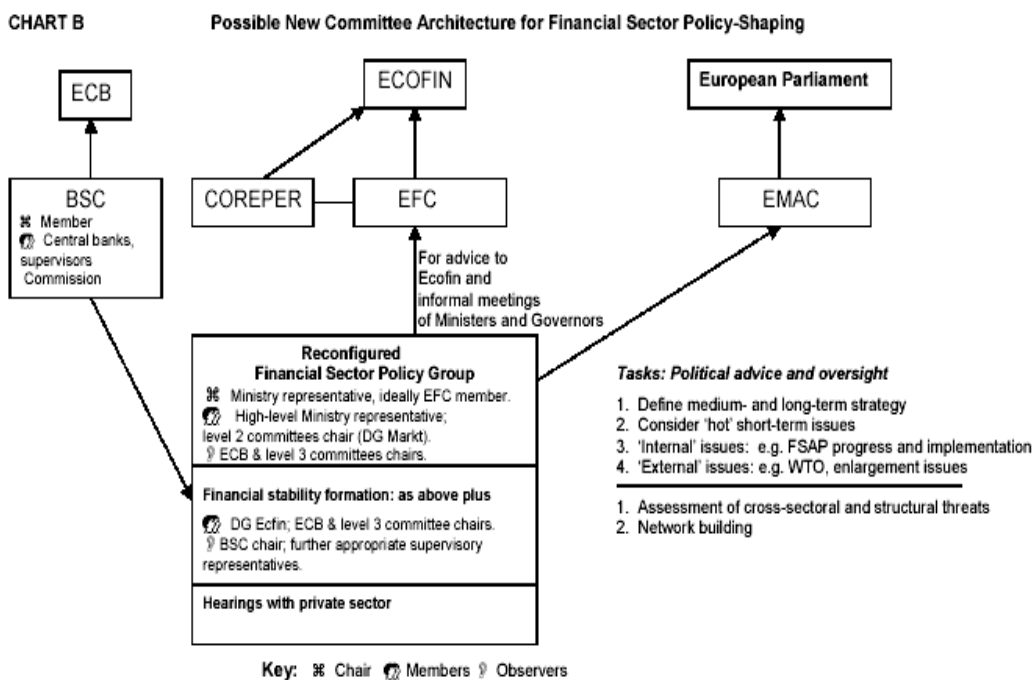 CHART B Possible New Committee Architecture for Financial Sector Policy-Shaping
ECB
ECOFIN
European Parliament
BSC
⌘ Member
Central banks,
supervisors
Commission
COREPER
EFC
EMAC
For advice to
Ecofin and
informal meetings
of Ministers and Governors
Reconfigured
Financial Sector Policy Group
⌘ Ministry representative, ideally EFC member.
High-level Ministry representative;
level 2 committees chair (DG Markt).
ECB & level 3 committees chairs.
Financial stability formation: as above plus
DG Ecfin; ECB & level 3 committee chairs.
BSC chair; further appropriate supervisory
representatives.
Hearings with private sector
Tasks: Political advice and oversight
1. Define medium- and long-term strategy
2. Consider 'hot' short-term issues
3. 'Internal' issues: e.g. FSAP progress and implementation
4. 'External' issues: e.g. WTO, enlargement issues
1. Assessment of cross-sectoral and structural threats
2. Network building
Key: ⌘ Chair Members Observers